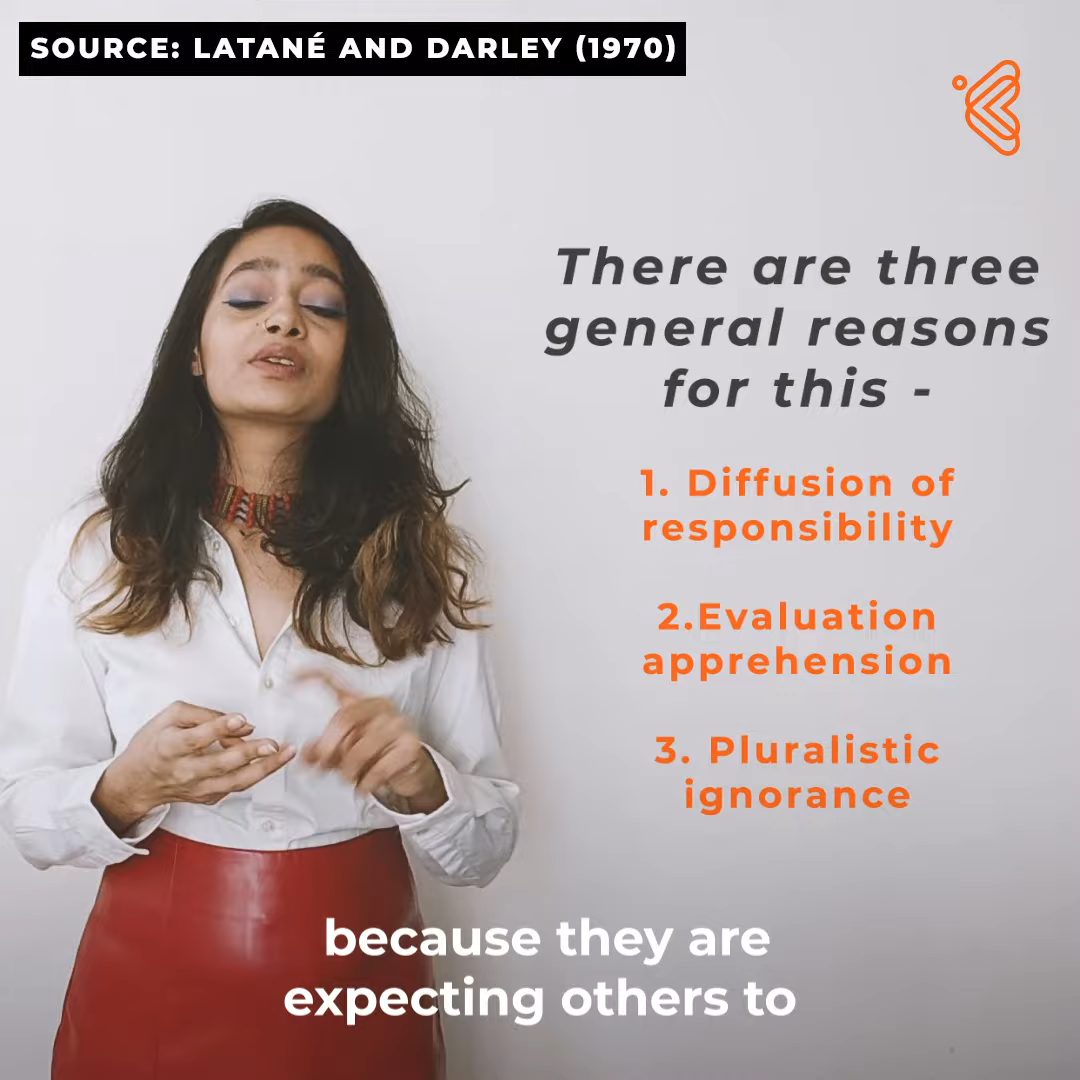 SOURCE: LATANÉ AND DARLEY (1970)
There are three
general reasons
for this -
1. Diffusion of
responsibility
2.Evaluation
apprehension
3. Pluralistic
ignorance
because they are
expecting others to